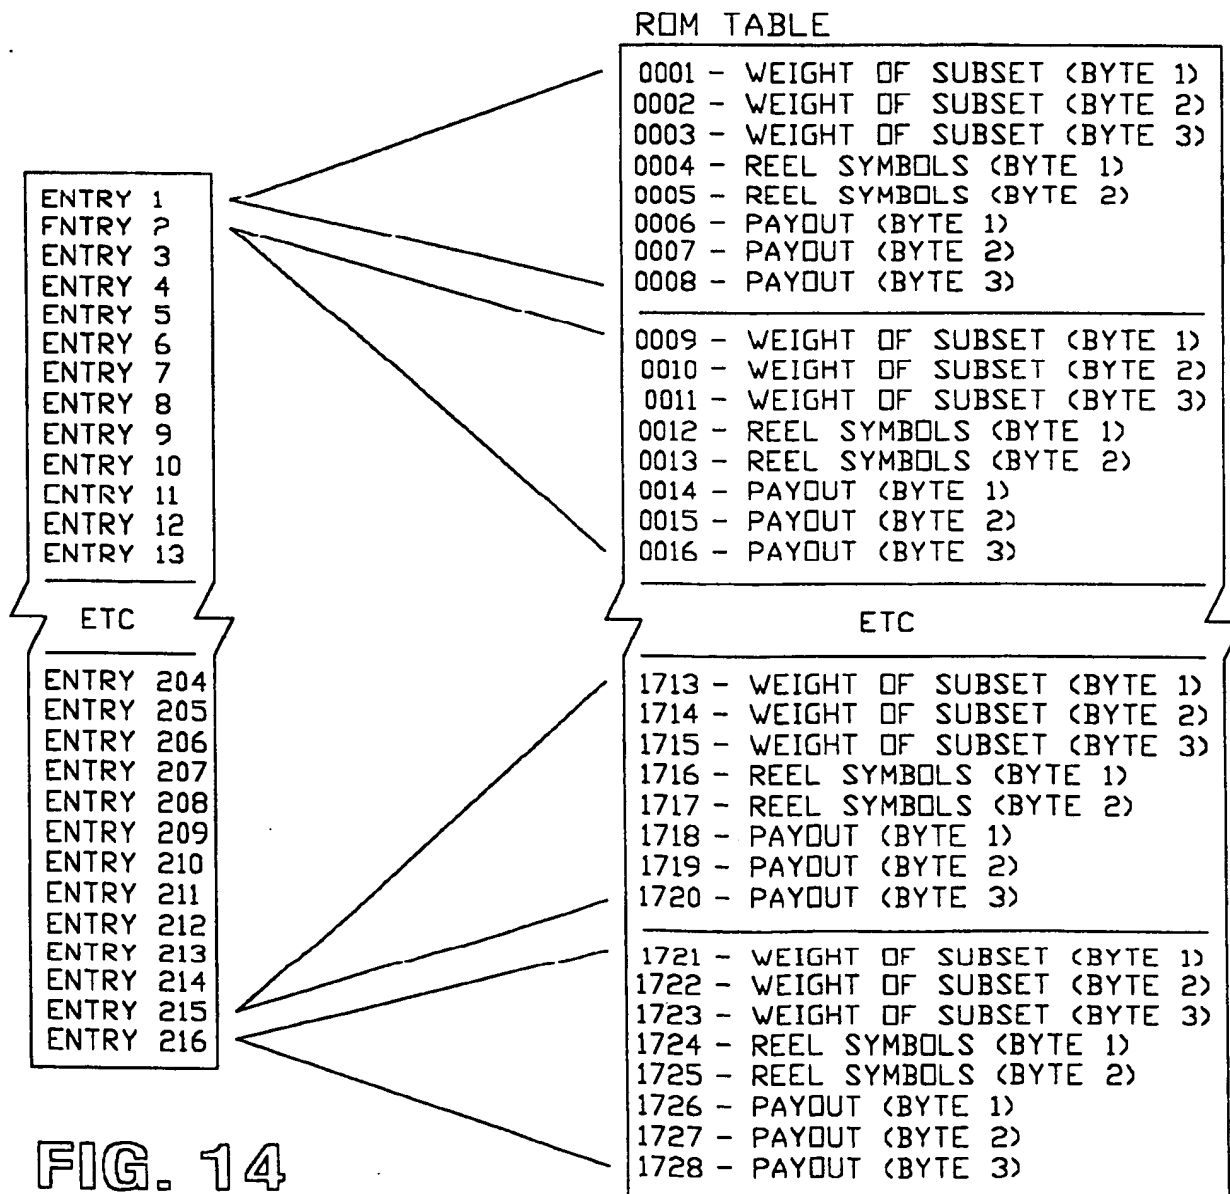 ROM TABLE
0001 - WEIGHT OF SUBSET (BYTE 1)
0002 - WEIGHT OF SUBSET (BYTE 2)
0003 - WEIGHT OF SUBSET (BYTE 3)
0004 - REEL SYMBOLS (BYTE 1)
0005 - REEL SYMBOLS (BYTE 2)
0006 - PAYOUT (BYTE 1)
0007 - PAYOUT (BYTE 2)
0008 - PAYOUT (BYTE 3)
0009 - WEIGHT OF SUBSET (BYTE 1)
0010 - WEIGHT OF SUBSET (BYTE 2)
0011 - WEIGHT OF SUBSET (BYTE 3)
0012 - REEL SYMBOLS (BYTE 1)
0013 - REEL SYMBOLS (BYTE 2)
0014 - PAYOUT (BYTE 1)
0015 - PAYOUT (BYTE 2)
0016 - PAYOUT (BYTE 3)
ETC
1713 - WEIGHT OF SUBSET (BYTE 1)
1714 - WEIGHT OF SUBSET (BYTE 2)
1715 - WEIGHT OF SUBSET (BYTE 3)
1716 - REEL SYMBOLS (BYTE 1)
1717 - REEL SYMBOLS (BYTE 2)
1718 - PAYOUT (BYTE 1)
1719 - PAYOUT (BYTE 2)
1720 - PAYOUT (BYTE 3)
1721 - WEIGHT OF SUBSET (BYTE 1)
1722 - WEIGHT OF SUBSET (BYTE 2)
1723 - WEIGHT OF SUBSET (BYTE 3)
1724 - REEL SYMBOLS (BYTE 1)
1725 - REEL SYMBOLS (BYTE 2)
1726 - PAYOUT (BYTE 1)
1727 - PAYOUT (BYTE 2)
1728 - PAYOUT (BYTE 3)
ENTRY 1
ENTRY 2
ENTRY 3
ENTRY 4
ENTRY 5
ENTRY 6
ENTRY 7
ENTRY 8
ENTRY 9
ENTRY 10
ENTRY 11
ENTRY 12
ENTRY 13
ETC
ENTRY 204
ENTRY 205
ENTRY 206
ENTRY 207
ENTRY 208
ENTRY 209
ENTRY 210
ENTRY 211
ENTRY 212
ENTRY 213
ENTRY 214
ENTRY 215
ENTRY 216
FIG. 14